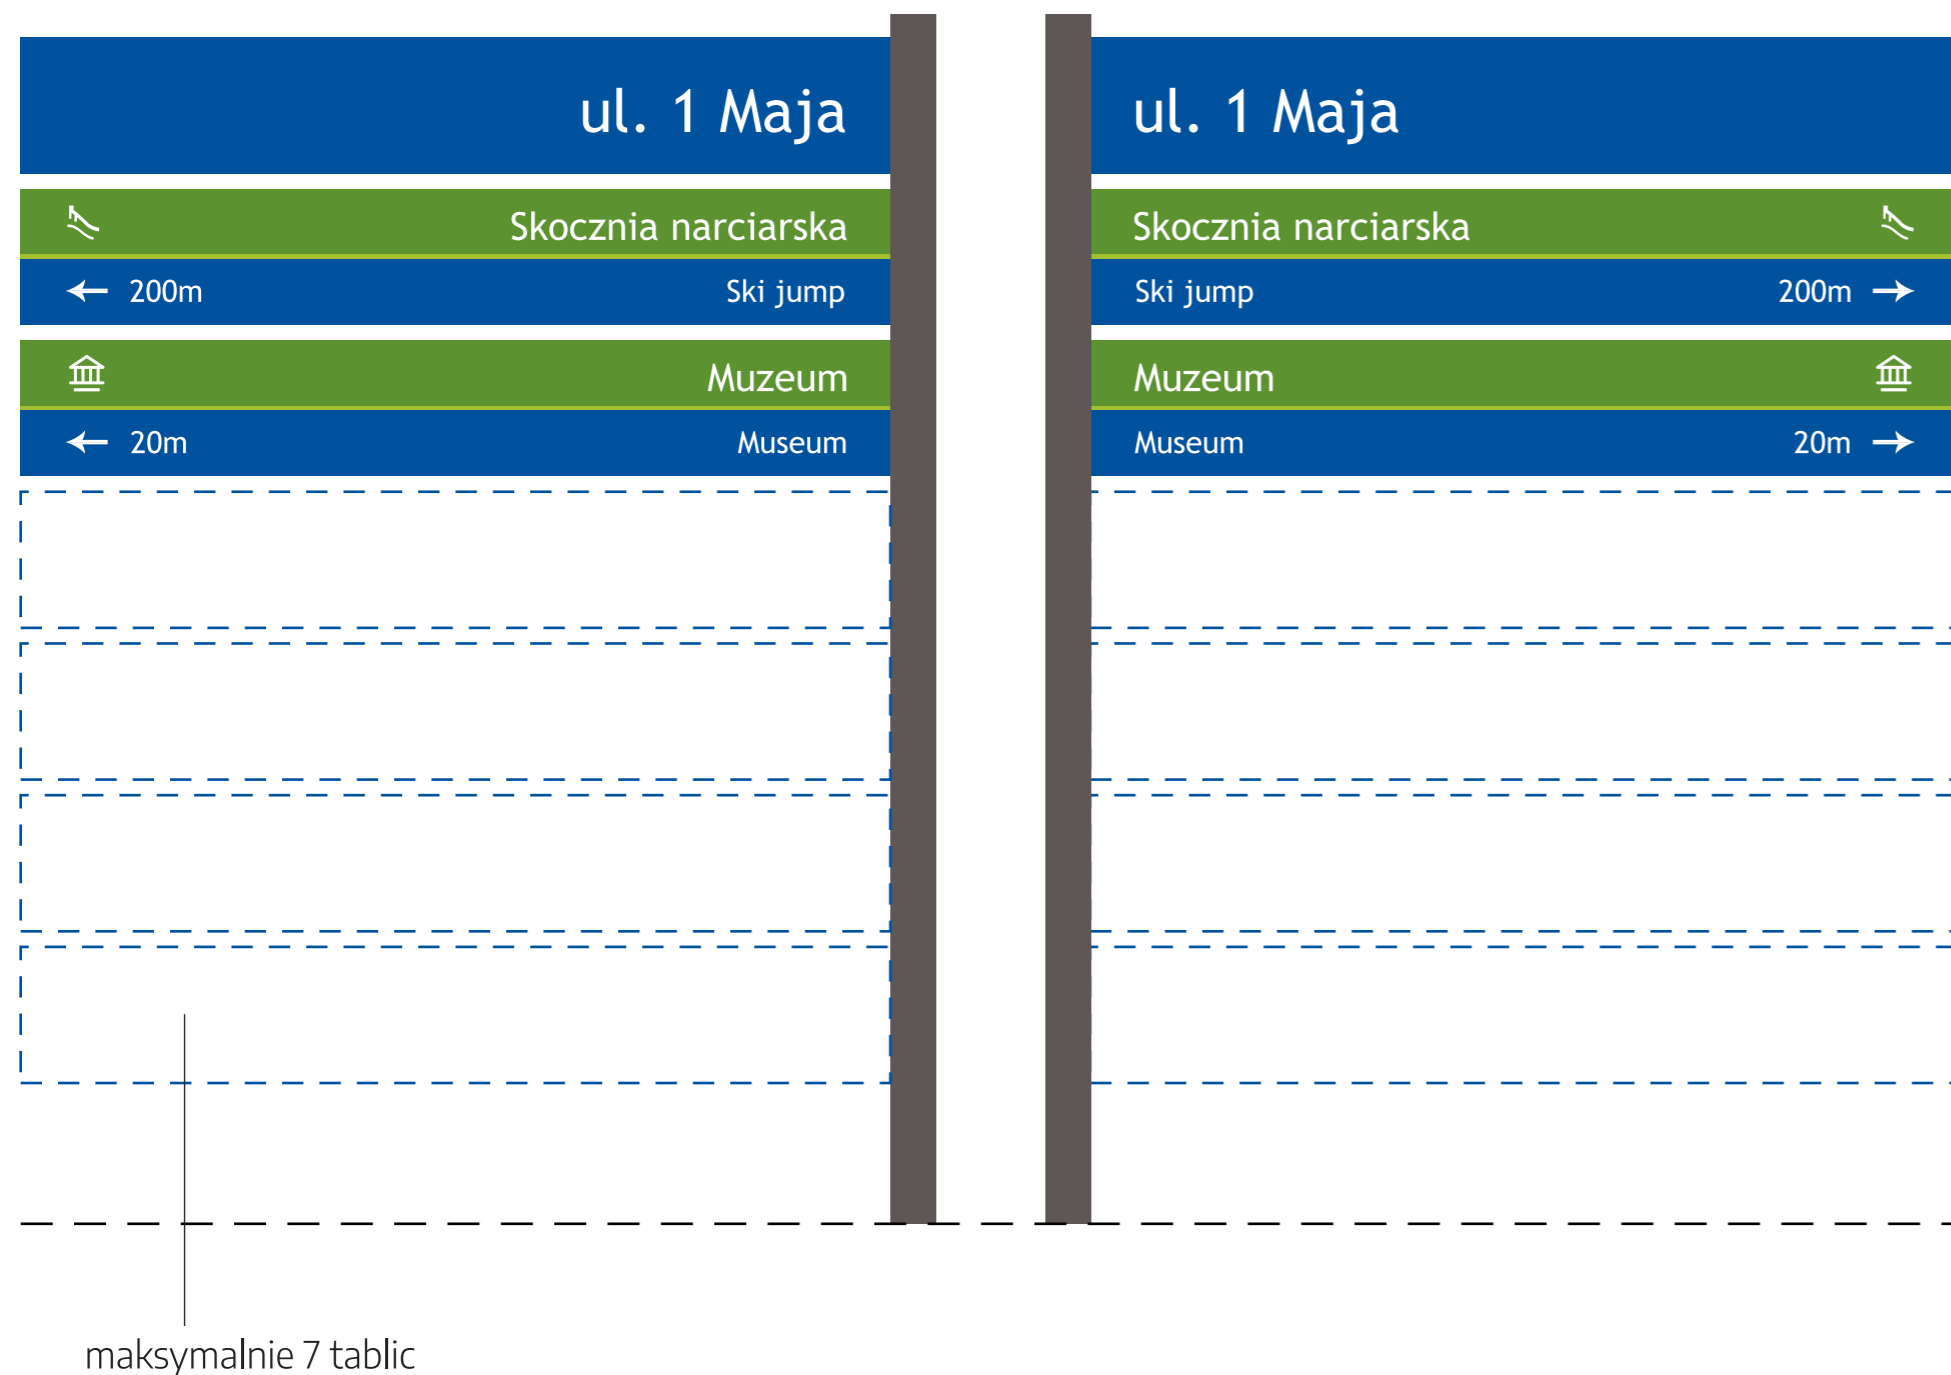 ul. 1 Maja
Skocznia narciarska
200m Ski jump
Muzeum
20m Museum
ul. 1 Maja
Skocznia narciarska
Ski jump 200m
Muzeum
Museum 20m
maksymalnie 7 tablic